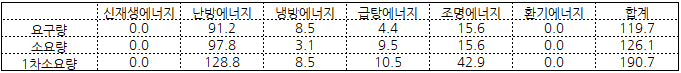 신재생에너지 난방에너지 냉방에너지 급탕에너지 조명에너지 환기에너지 합계
요구량 0.0 91.2 8.5 4.4 15.6 0.0 119.7
소요량 0.0 97.8 3.1 9.5 15.6 0.0 126.1
1차소요량 0.0 128.8 8.5 10.5 42.9 0.0 190.7